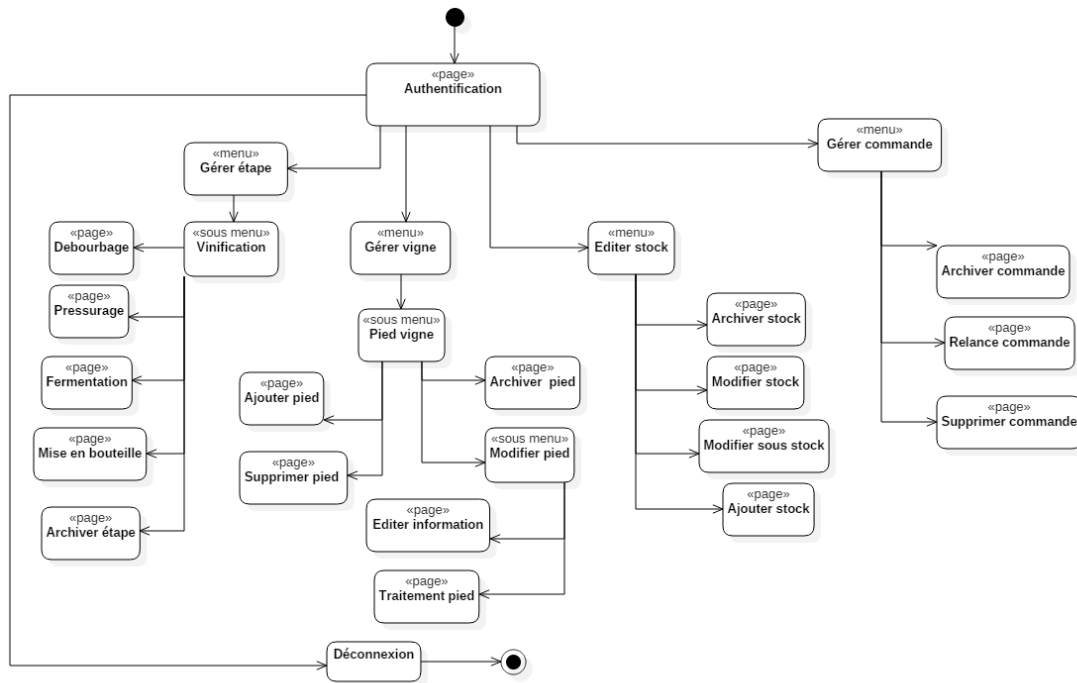 «page»
Authentification
«menu»
Gérer commande
«menu»
Gérer étape
«page»
Debourbage
«sous menu»
Vinification
«menu»
Gérer vigne
«menu»
Editer stock
«page»
Archiver commande
«page»
Pressurage
«sous menu»
Pied vigne
«page»
Archiver stock
«page»
Relance commande
«page»
Fermentation
«page»
Ajouter pied
«page»
Archiver  pied
«page»
Modifier stock
«page»
Supprimer commande
«page»
Mise en bouteille
«page»
Supprimer pied
«sous menu»
Modifier pied
«page»
Modifier sous stock
«page»
Archiver étape
«page»
Editer information
«page»
Ajouter stock
«page»
Traitement pied
Déconnexion